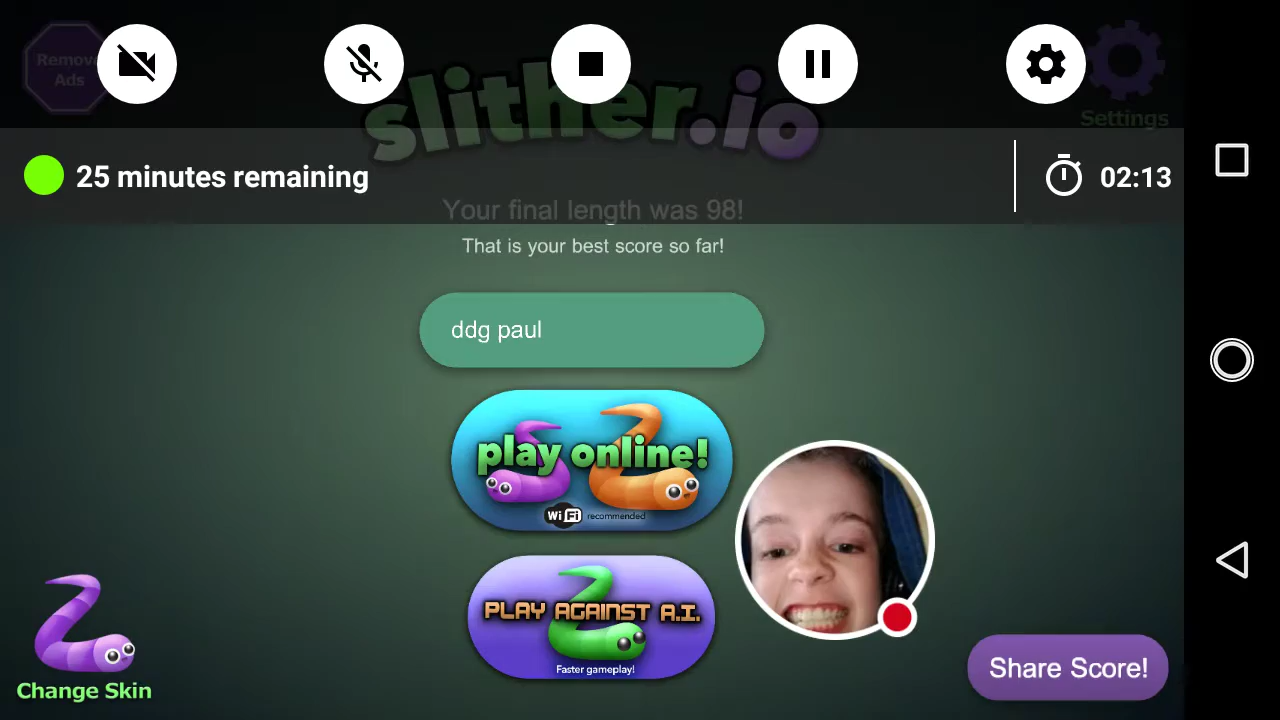 Remove
Ads
slither.io
Settings
25 minutes remaining
02:13
Your final length was 98!
That is your best score so far!
ddg paul
play online!
WiFi recommended
PLAY AGAINST A.I.
Faster gameplay!
Change Skin
Share Score!